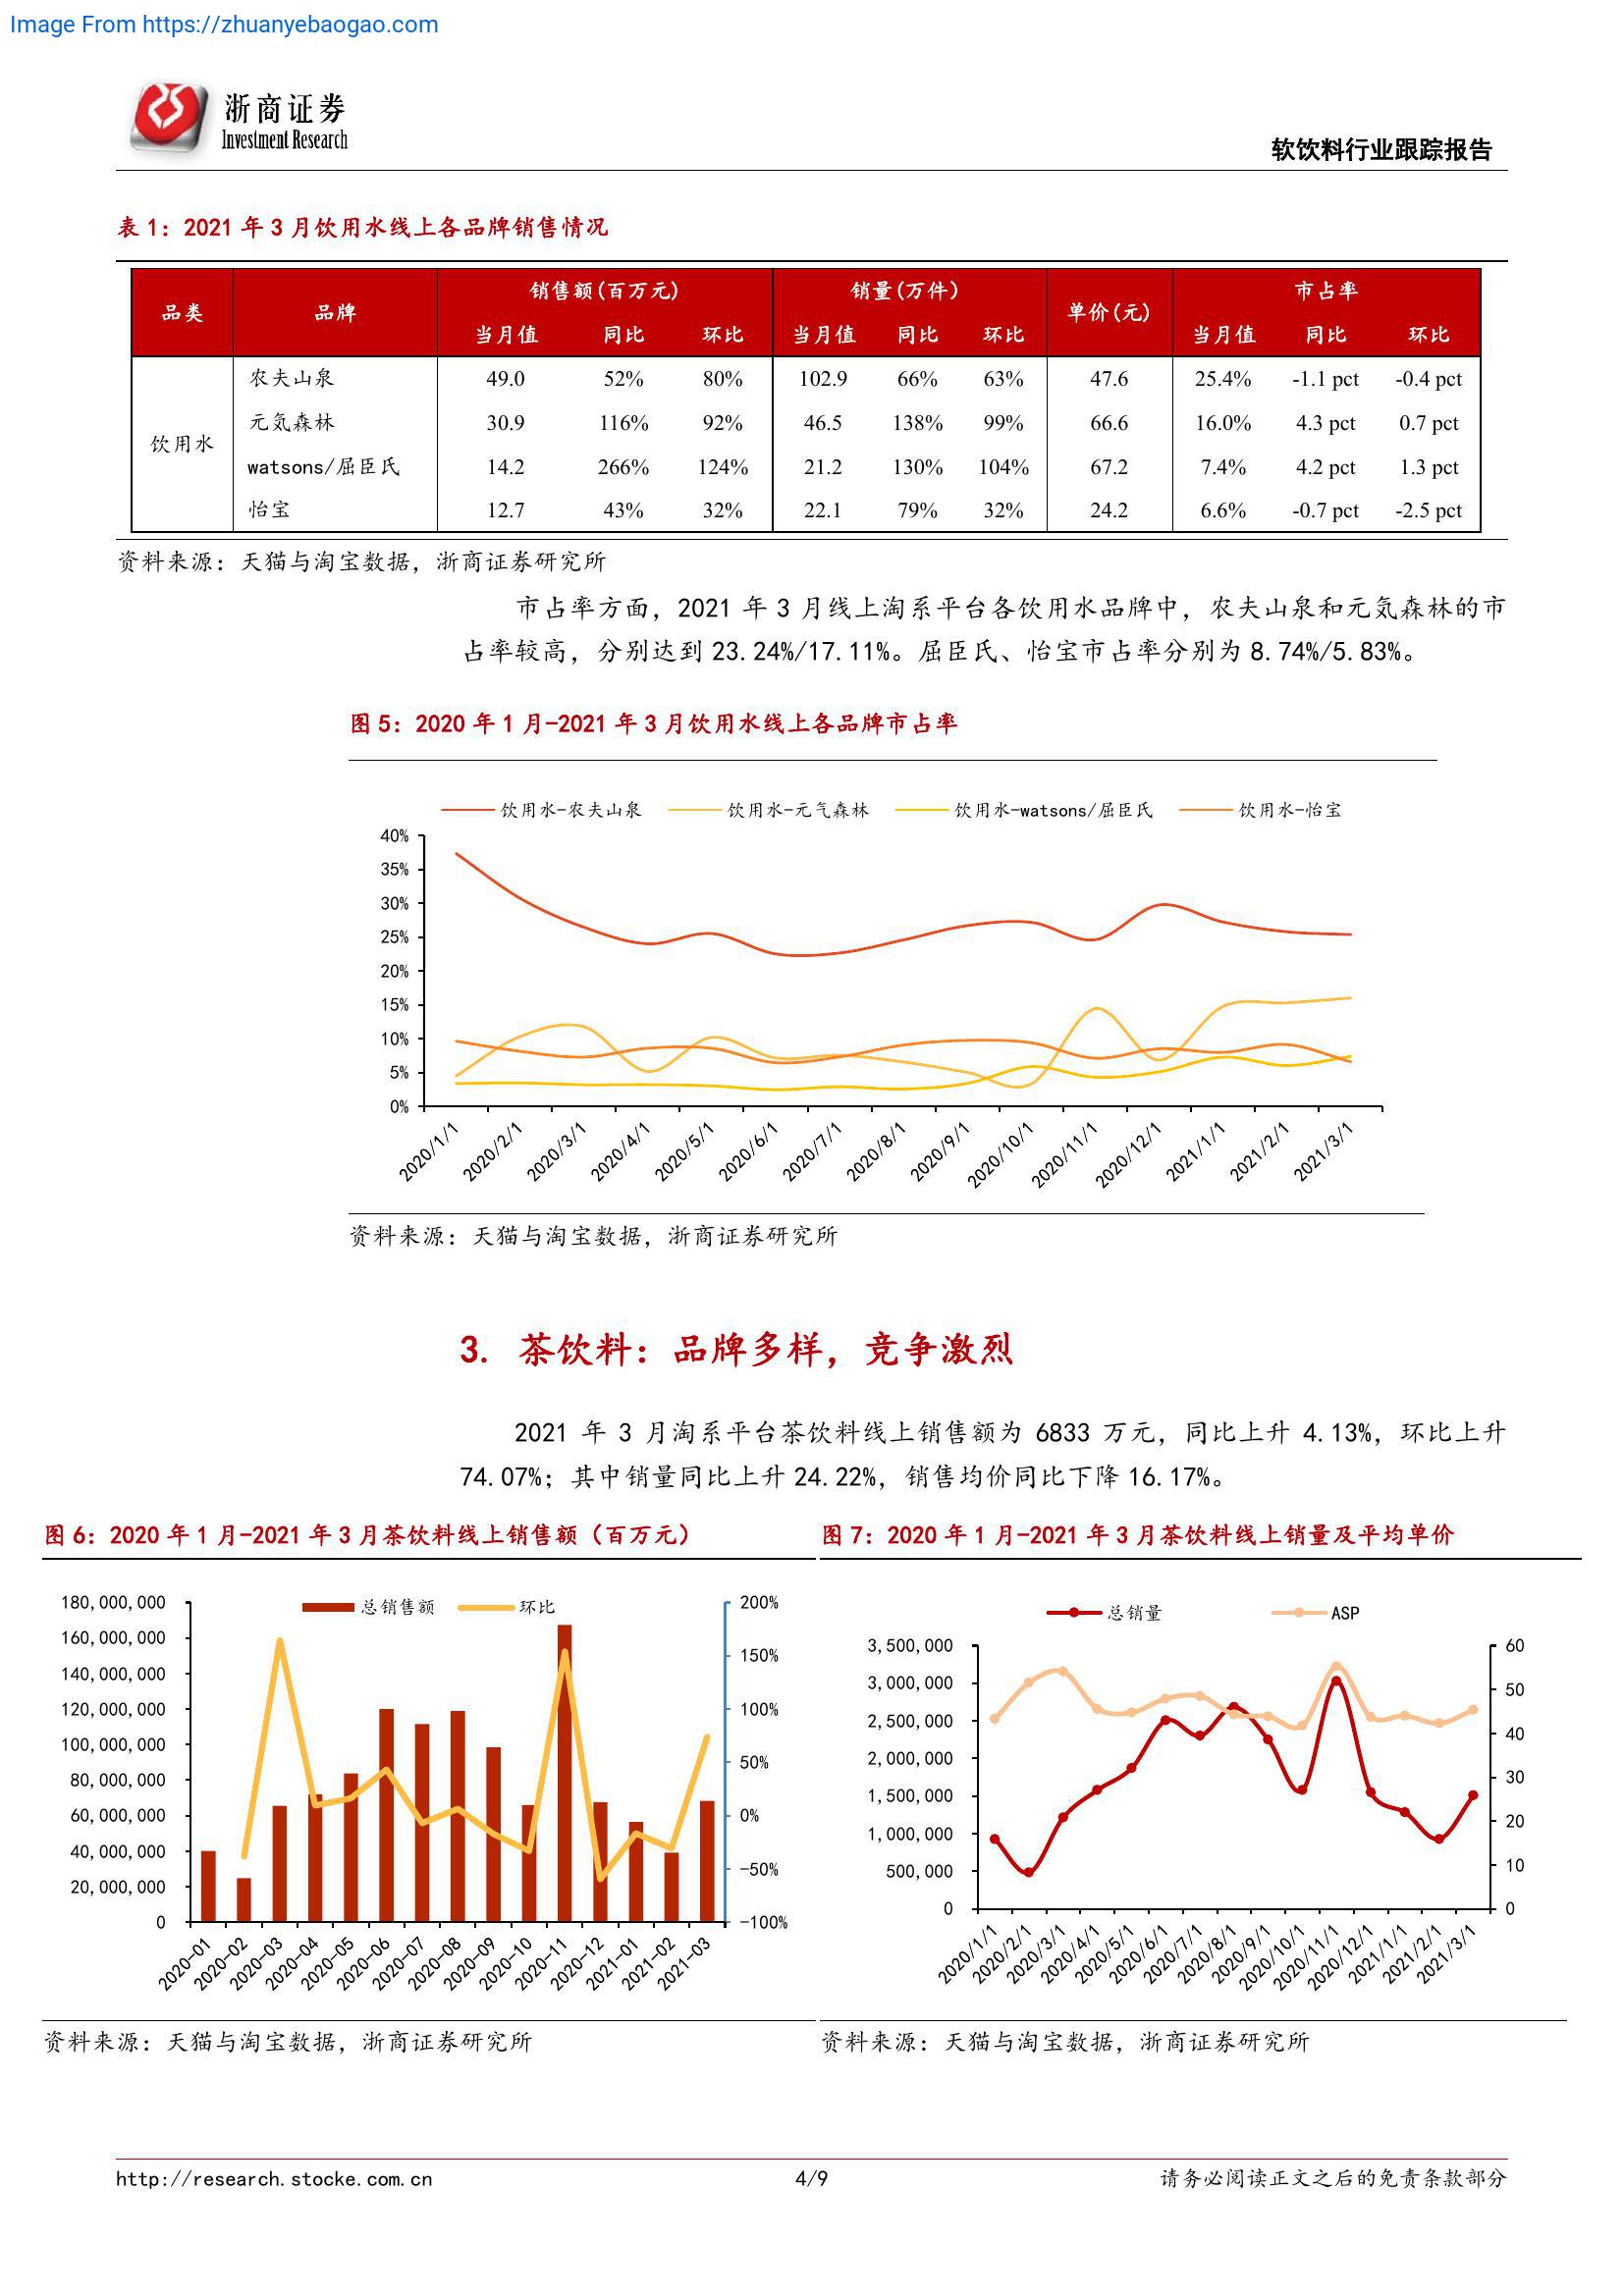 Image From https://zhuanyebaogao.com
浙商证券
Investment Research
软饮料行业跟踪报告
表 1：2021 年 3 月饮用水线上各品牌销售情况
品类 品牌 销售额(百万元) 销量(万件) 单价(元) 市占率
当月值 同比 环比 当月值 同比 环比 当月值 同比 环比
饮用水
农夫山泉 49.0 52% 80% 102.9 66% 63% 47.6 25.4% -1.1 pct -0.4 pct
元気森林 30.9 116% 92% 46.5 138% 99% 66.6 16.0% 4.3 pct 0.7 pct
watsons/屈臣氏 14.2 266% 124% 21.2 130% 104% 67.2 7.4% 4.2 pct 1.3 pct
怡宝 12.7 43% 32% 22.1 79% 32% 24.2 6.6% -0.7 pct -2.5 pct
资料来源：天猫与淘宝数据，浙商证券研究所
市占率方面，2021 年 3 月线上淘系平台各饮用水品牌中，农夫山泉和元気森林的市
占率较高，分别达到 23.24%/17.11%。屈臣氏、怡宝市占率分别为 8.74%/5.83%。
图 5：2020 年 1 月-2021 年 3 月饮用水线上各品牌市占率
饮用水-农夫山泉 饮用水-元气森林 饮用水-watsons/屈臣氏 饮用水-怡宝
40%
35%
30%
25%
20%
15%
10%
5%
0%
2020/1/1 2020/2/1 2020/3/1 2020/4/1 2020/5/1 2020/6/1 2020/7/1 2020/8/1 2020/9/1 2020/10/1 2020/11/1 2020/12/1 2021/1/1 2021/2/1 2021/3/1
资料来源：天猫与淘宝数据，浙商证券研究所
3. 茶饮料：品牌多样，竞争激烈
2021 年 3 月淘系平台茶饮料线上销售额为 6833 万元，同比上升 4.13%，环比上升
74.07%；其中销量同比上升 24.22%，销售均价同比下降 16.17%。
图 6：2020 年 1 月-2021 年 3 月茶饮料线上销售额（百万元）
总销售额 环比
180,000,000
160,000,000
140,000,000
120,000,000
100,000,000
80,000,000
60,000,000
40,000,000
20,000,000
0
200%
150%
100%
50%
0%
-50%
-100%
2020-01 2020-02 2020-03 2020-04 2020-05 2020-06 2020-07 2020-08 2020-09 2020-10 2020-11 2020-12 2021-01 2021-02 2021-03
资料来源：天猫与淘宝数据，浙商证券研究所
图 7：2020 年 1 月-2021 年 3 月茶饮料线上销量及平均单价
总销量 ASP
3,500,000
3,000,000
2,500,000
2,000,000
1,500,000
1,000,000
500,000
0
60
50
40
30
20
10
0
2020/1/1 2020/2/1 2020/3/1 2020/4/1 2020/5/1 2020/6/1 2020/7/1 2020/8/1 2020/9/1 2020/10/1 2020/11/1 2020/12/1 2021/1/1 2021/2/1 2021/3/1
资料来源：天猫与淘宝数据，浙商证券研究所
http://research.stocke.com.cn 4/9 请务必阅读正文之后的免责条款部分